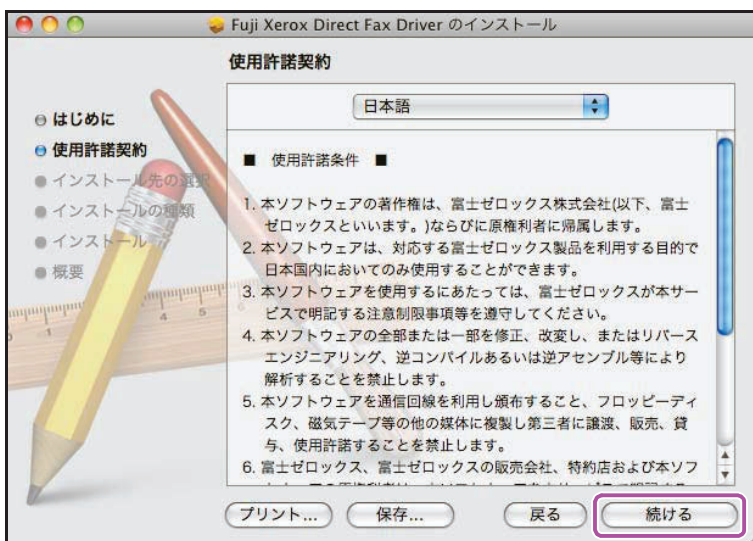 Fuji Xerox Direct Fax Driver のインストール
使用許諾契約
はじめに
使用許諾契約
インストール先の選択
インストールの種類
インストール
概要
日本語
■ 使用許諾条件 ■
1. 本ソフトウェアの著作権は、富士ゼロックス株式会社(以下、富士
ゼロックスといいます。)ならびに原権利者に帰属します。
2. 本ソフトウェアは、対応する富士ゼロックス製品を利用する目的で
日本国内においてのみ使用することができます。
3. 本ソフトウェアを使用するにあたっては、富士ゼロックスが本サー
ビスで明記する注意制限事項等を遵守してください。
4. 本ソフトウェアの全部または一部を修正、改変し、またはリバース
エンジニアリング、逆コンパイルあるいは逆アセンブル等により
解析することを禁止します。
5. 本ソフトウェアを通信回線を利用し頒布すること、フロッピーディ
スク、磁気テープ等の他の媒体に複製し第三者に譲渡、販売、貸
与、使用許諾することを禁止します。
6. 富士ゼロックス、富士ゼロックスの販売会社、特約店および本ソフ
プリント...
保存...
戻る
続ける